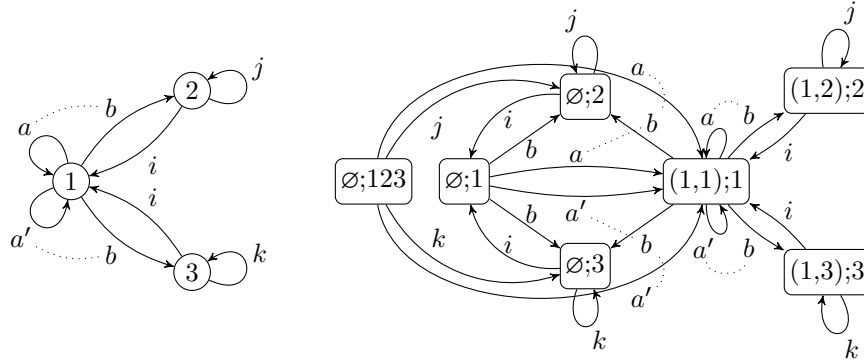 j
j
2
j
∅;2
(1,2);2
a
b
a
i
j
i
b
b
i
b
a
1
∅;123
∅;1
(1,1);1
a
a′
i
b
a′
b
i
k
i
b
a′
b
3
k
∅;3
a′
(1,3);3
k
k